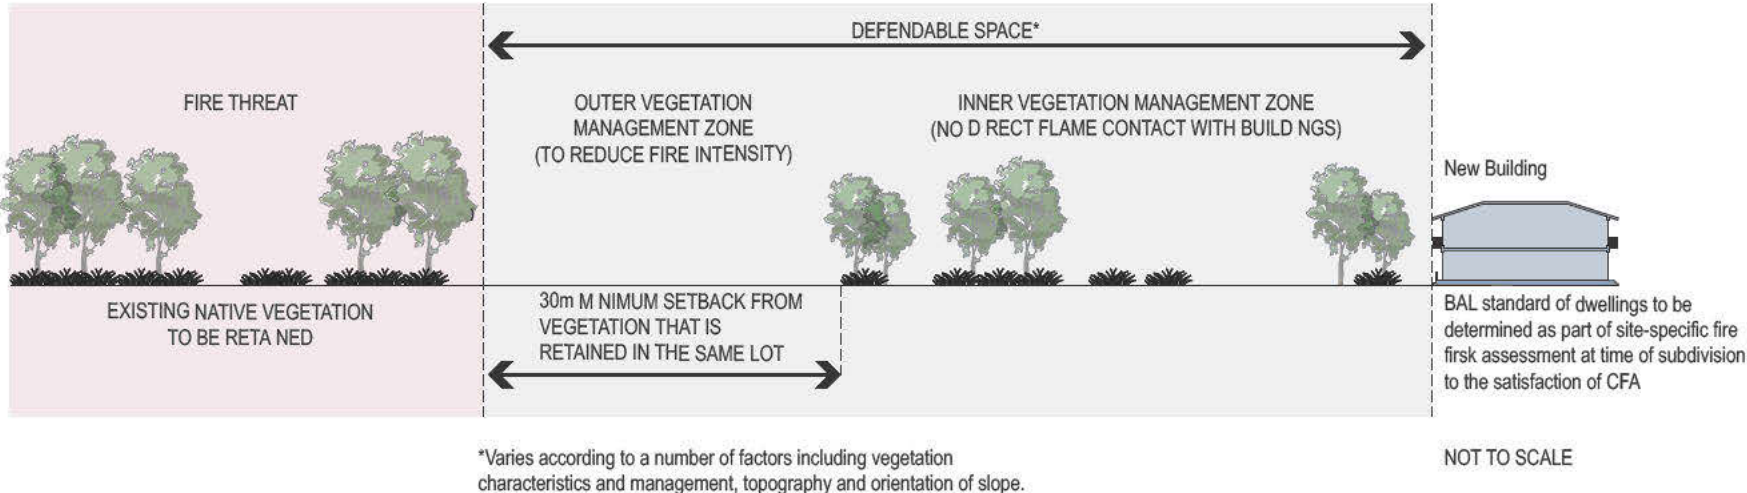 DEFENDABLE SPACE*
FIRE THREAT
OUTER VEGETATION
MANAGEMENT ZONE
(TO REDUCE FIRE INTENSITY)
INNER VEGETATION MANAGEMENT ZONE
(NO D RECT FLAME CONTACT WITH BUILD NGS)
New Building
EXISTING NATIVE VEGETATION
TO BE RETA NED
30m M NIMUM SETBACK FROM
VEGETATION THAT IS
RETAINED IN THE SAME LOT
BAL standard of dwellings to be
determined as part of site-specific fire
firsk assessment at time of subdivision
to the satisfaction of CFA
*Varies according to a number of factors including vegetation
characteristics and management, topography and orientation of slope.
NOT TO SCALE